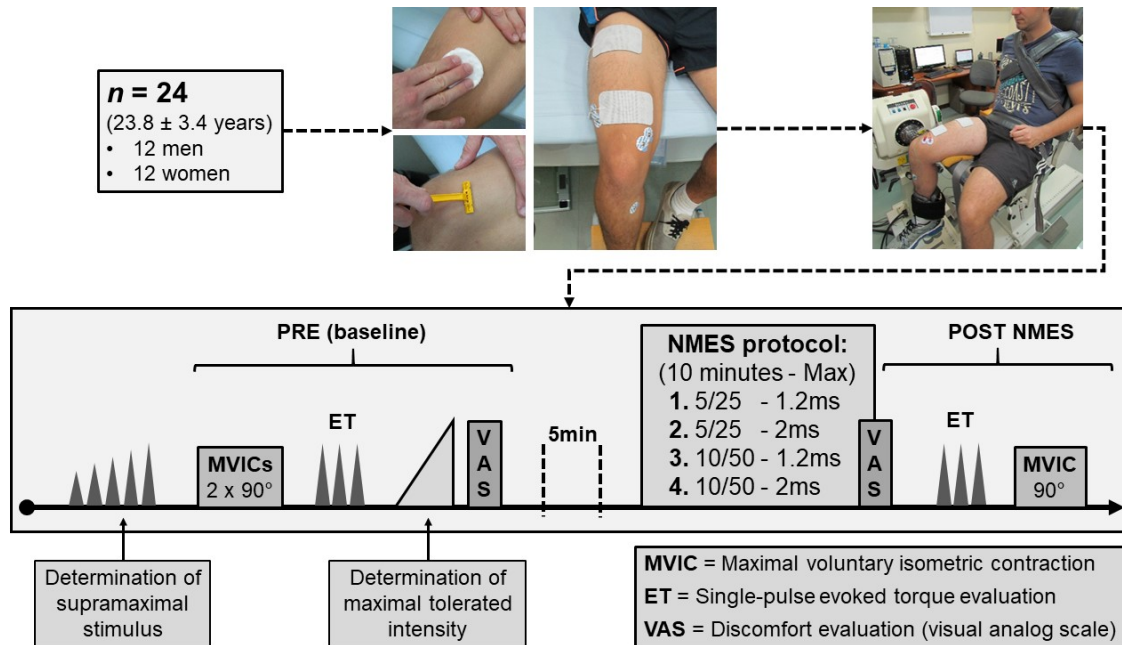 n = 24
(23.8 ± 3.4 years)
• 12 men
• 12 women
PRE (baseline)
ET
MVICs
2 x 90°
VAS
5min
NMES protocol:
(10 minutes - Max)
1. 5/25 - 1.2ms
2. 5/25 - 2ms
3. 10/50 - 1.2ms
4. 10/50 - 2ms
VAS
POST NMES
ET
MVIC
90°
Determination of
supramaximal
stimulus
Determination of
maximal tolerated
intensity
MVIC = Maximal voluntary isometric contraction
ET = Single-pulse evoked torque evaluation
VAS = Discomfort evaluation (visual analog scale)